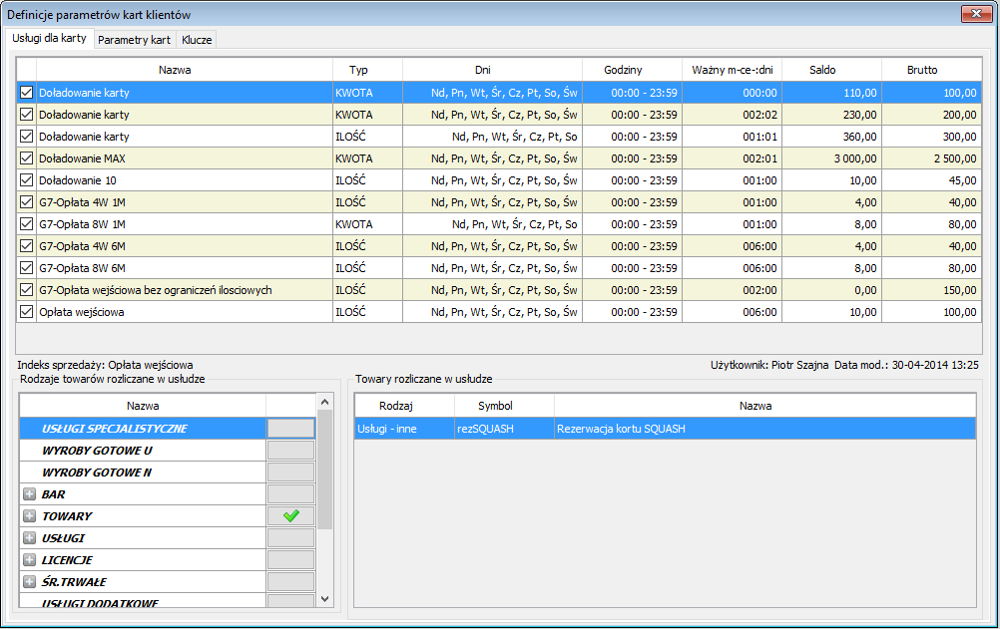 Definicje parametrów kart klientów
Usługi dla karty Parametry kart Klucze
Nazwa Typ Dni Godziny Ważny m-ce-:dni Saldo Brutto
Doładowanie karty KWOTA Nd, Pn, Wt, Śr, Cz, Pt, So, Św 00:00 - 23:59 000:00 110,00 100,00
Doładowanie karty KWOTA Nd, Pn, Wt, Śr, Cz, Pt, So, Św 00:00 - 23:59 002:02 230,00 200,00
Doładowanie karty ILOŚĆ Nd, Pn, Wt, Śr, Cz, Pt, So 00:00 - 23:59 001:01 360,00 300,00
Doładowanie MAX KWOTA Nd, Pn, Wt, Śr, Cz, Pt, So, Św 00:00 - 23:59 002:01 3 000,00 2 500,00
Doładowanie 10 ILOŚĆ Nd, Pn, Wt, Śr, Cz, Pt, So, Św 00:00 - 23:59 001:00 10,00 45,00
G7-Opłata 4W 1M ILOŚĆ Nd, Pn, Wt, Śr, Cz, Pt, So, Św 00:00 - 23:59 001:00 4,00 40,00
G7-Opłata 8W 1M KWOTA Nd, Pn, Wt, Śr, Cz, Pt, So 00:00 - 23:59 001:00 8,00 80,00
G7-Opłata 4W 6M ILOŚĆ Nd, Pn, Wt, Śr, Cz, Pt, So, Św 00:00 - 23:59 006:00 4,00 40,00
G7-Opłata 8W 6M ILOŚĆ Nd, Pn, Wt, Śr, Cz, Pt, So, Św 00:00 - 23:59 006:00 8,00 80,00
G7-Opłata wejściowa bez ograniczeń ilosciowych ILOŚĆ Nd, Pn, Wt, Śr, Cz, Pt, So, Św 00:00 - 23:59 002:00 0,00 150,00
Opłata wejściowa ILOŚĆ Nd, Pn, Wt, Śr, Cz, Pt, So, Św 00:00 - 23:59 006:00 10,00 100,00
Indeks sprzedaży: Opłata wejściowa Użytkownik: Piotr Szajna Data mod.: 30-04-2014 13:25
Rodzaje towarów rozliczane w usłudze Towary rozliczane w usłudze
Nazwa Rodzaj Symbol Nazwa
USŁUGI SPECJALISTYCZNE Usługi - inne rezSQUASH Rezerwacja kortu SQUASH
WYROBY GOTOWE U
WYROBY GOTOWE N
BAR
TOWARY
USŁUGI
LICENCJE
ŚR.TRWAŁE
USŁUGI DODATKOWE